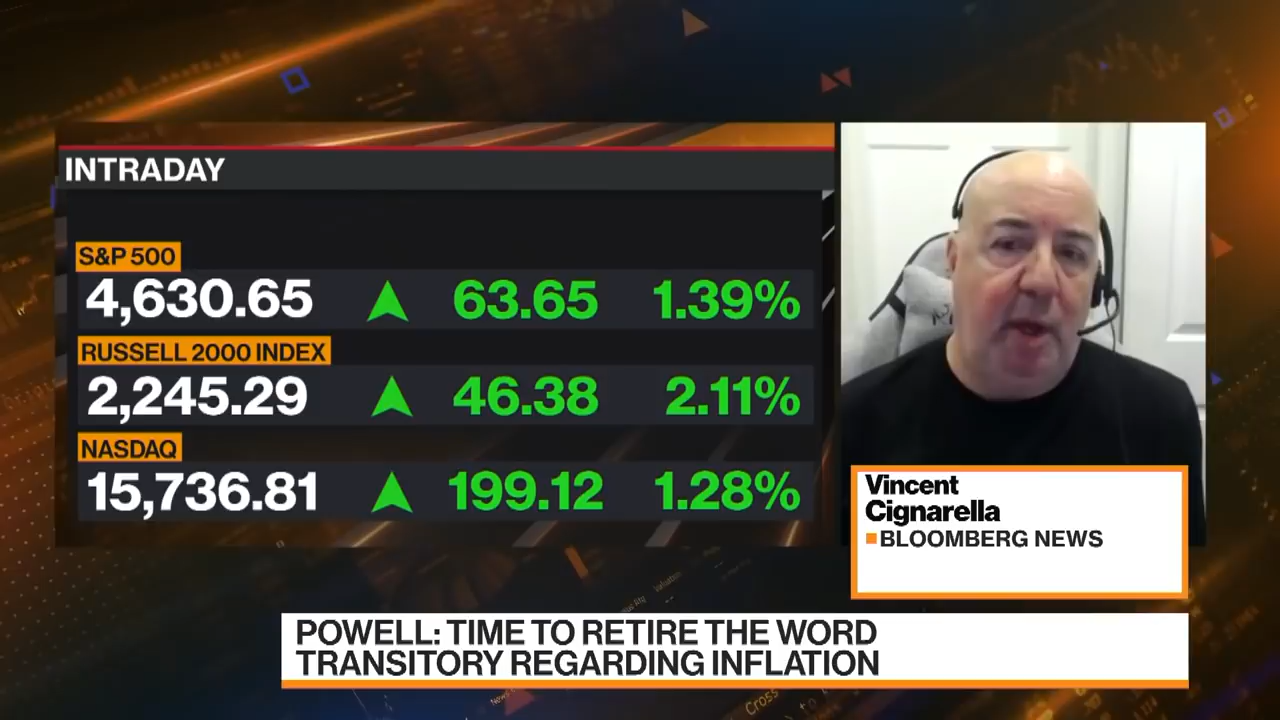 INTRADAY
S&P 500
4,630.65 ▲ 63.65 1.39%
RUSSELL 2000 INDEX
2,245.29 ▲ 46.38 2.11%
NASDAQ
15,736.81 ▲ 199.12 1.28%
Vincent
Cignarella
BLOOMBERG NEWS
POWELL: TIME TO RETIRE THE WORD
TRANSITORY REGARDING INFLATION
Cross